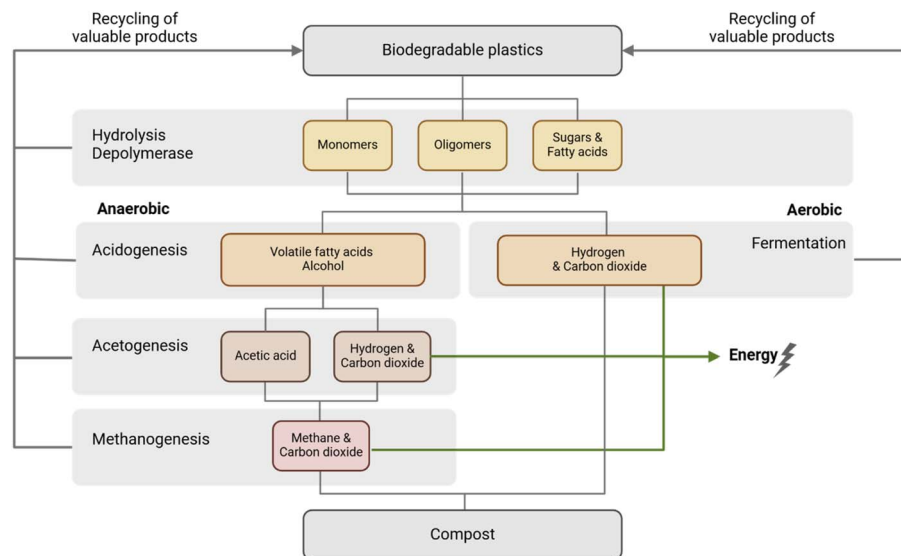 Recycling of
valuable products
Recycling of
valuable products
Biodegradable plastics
Hydrolysis
Depolymerase
Monomers
Oligomers
Sugars &
Fatty acids
Anaerobic
Aerobic
Acidogenesis
Volatile fatty acids
Alcohol
Hydrogen
& Carbon dioxide
Fermentation
Acetogenesis
Acetic acid
Hydrogen &
Carbon dioxide
Energy
Methanogenesis
Methane &
Carbon dioxide
Compost